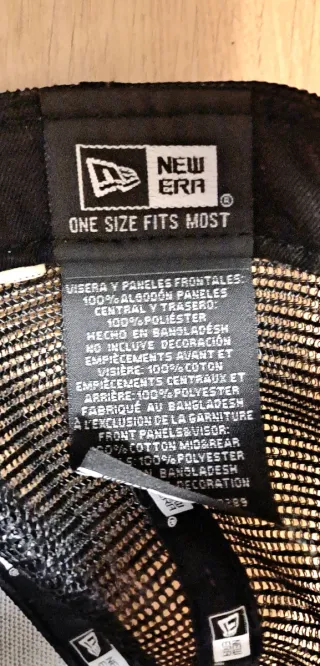 NEW
ERA
®
ONE SIZE FITS MOST
VISERA Y PANELES FRONTALES:
100% ALGODÓN PANELES
CENTRAL Y TRASERO:
100% POLIÉSTER
HECHO EN BANGLADÉSH
NO INCLUYE DECORACIÓN
EMPIÈCEMENTS AVANT ET
VISIÈRE: 100% COTON
EMPIÈCEMENTS CENTRAUX ET
ARRIÈRE: 100% POLYESTER
FABRIQUÉ AU BANGLADESH
À L'EXCLUSION DE LA GARNITURE
FRONT PANELS&VISOR:
COTTON MID&REAR
100% POLYESTER
BANGLADESH
DECORATION